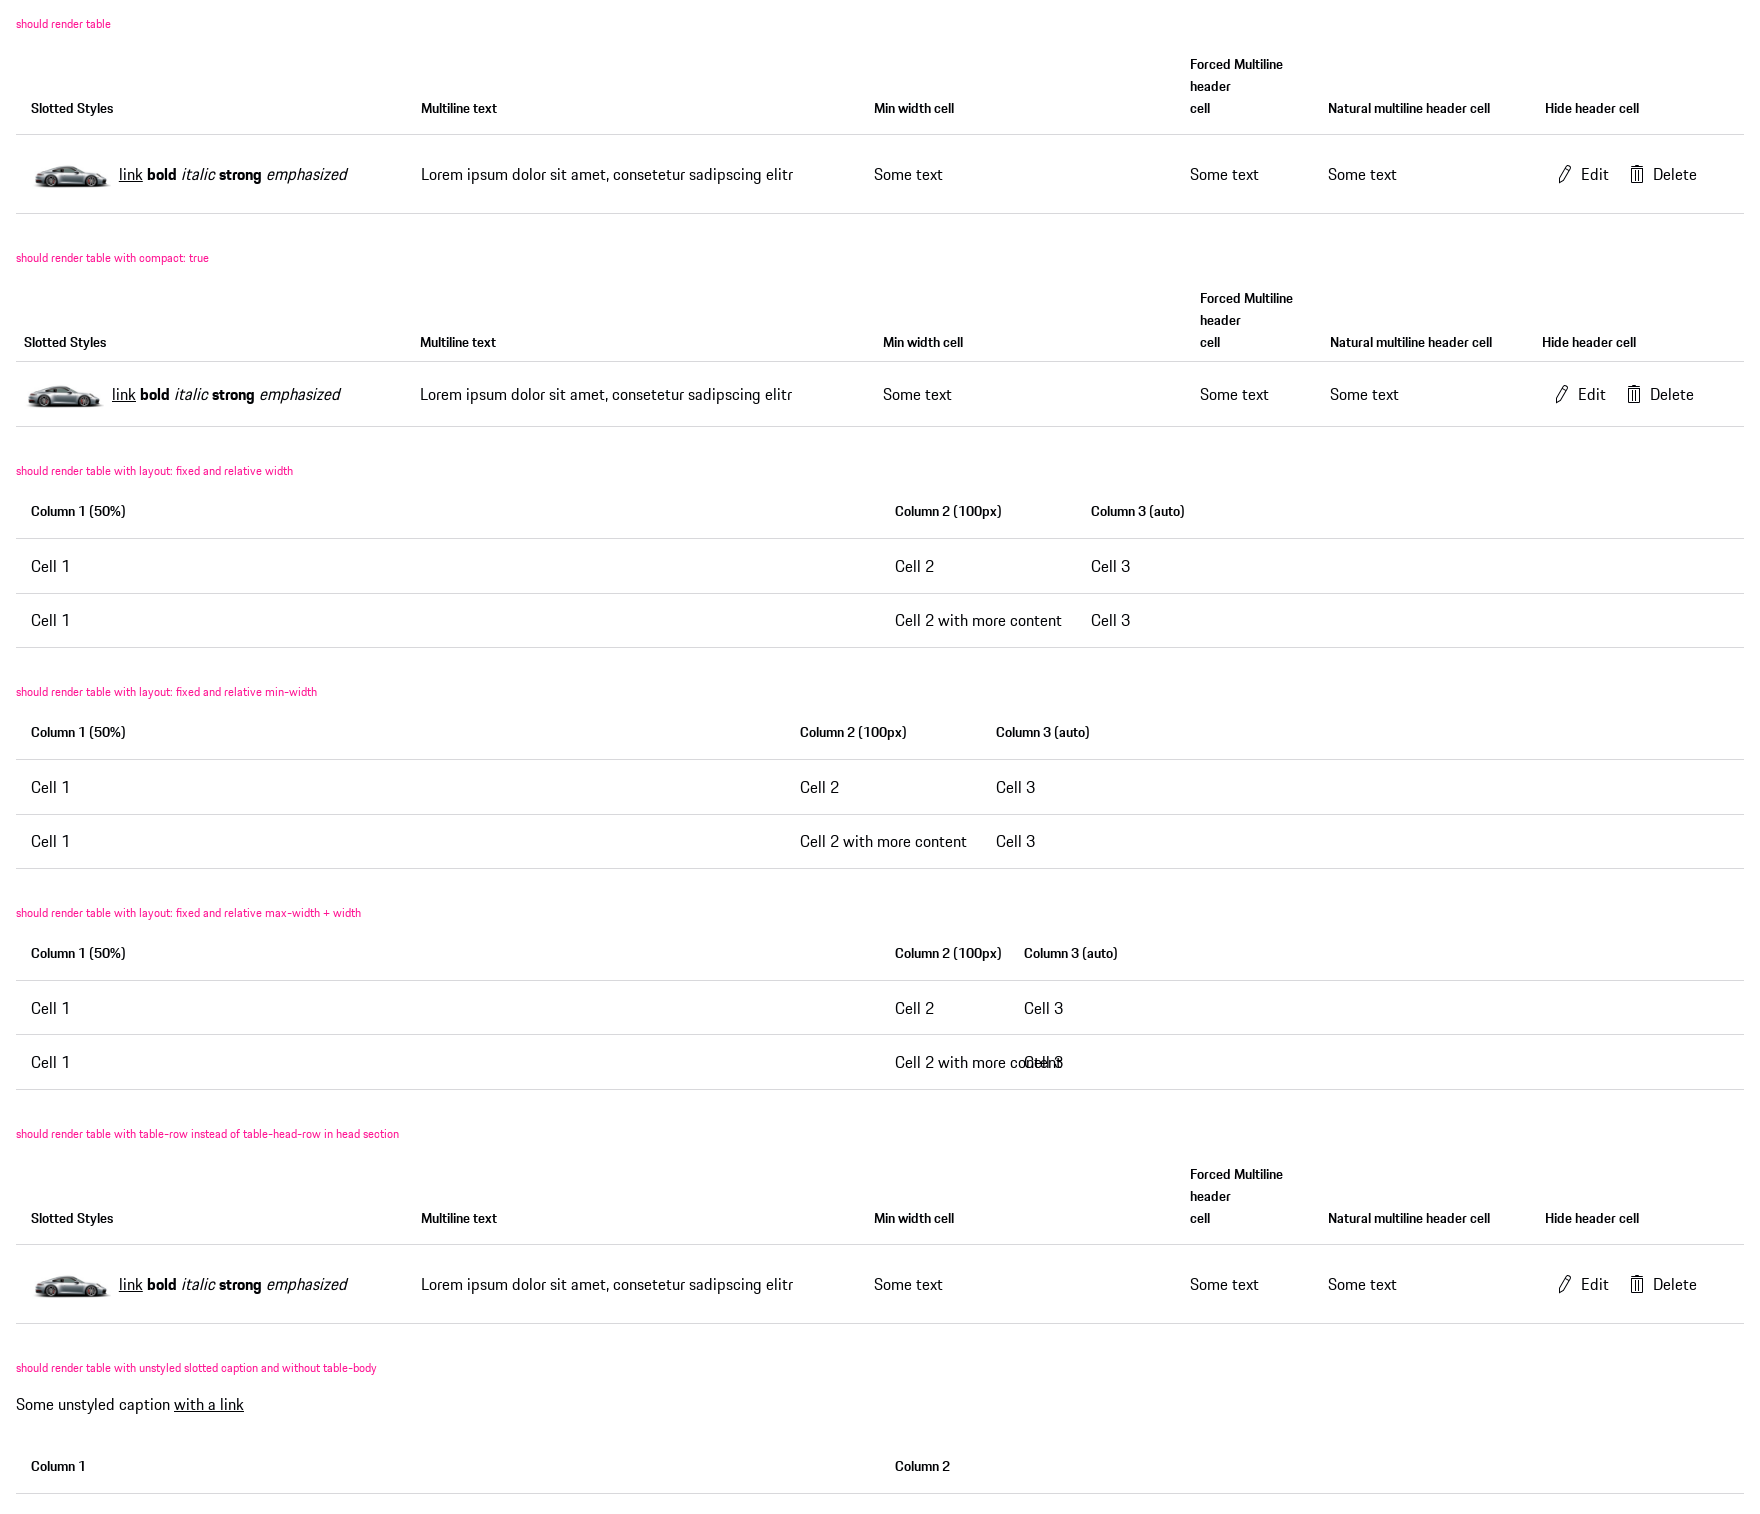 should render table
Forced Multiline
header
Slotted Styles Multiline text Min width cell cell Natural multiline header cell Hide header cell
link bold italic strong emphasized Lorem ipsum dolor sit amet, consetetur sadipscing elitr Some text Some text Some text Edit Delete
should render table with compact: true
Forced Multiline
header
Slotted Styles Multiline text Min width cell cell Natural multiline header cell Hide header cell
link bold italic strong emphasized Lorem ipsum dolor sit amet, consetetur sadipscing elitr Some text Some text Some text Edit Delete
should render table with layout: fixed and relative width
Column 1 (50%) Column 2 (100px) Column 3 (auto)
Cell 1 Cell 2 Cell 3
Cell 1 Cell 2 with more content Cell 3
should render table with layout: fixed and relative min-width
Column 1 (50%) Column 2 (100px) Column 3 (auto)
Cell 1 Cell 2 Cell 3
Cell 1 Cell 2 with more content Cell 3
should render table with layout: fixed and relative max-width + width
Column 1 (50%) Column 2 (100px) Column 3 (auto)
Cell 1 Cell 2 Cell 3
Cell 1 Cell 2 with more content Cell 3
should render table with table-row instead of table-head-row in head section
Forced Multiline
header
Slotted Styles Multiline text Min width cell cell Natural multiline header cell Hide header cell
link bold italic strong emphasized Lorem ipsum dolor sit amet, consetetur sadipscing elitr Some text Some text Some text Edit Delete
should render table with unstyled slotted caption and without table-body
Some unstyled caption with a link
Column 1 Column 2